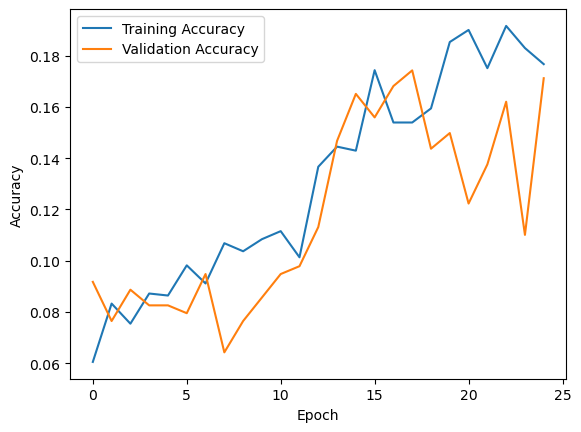 Training Accuracy
Validation Accuracy
0.18
0.16
0.14
0.12
0.10
0.08
0.06
Accuracy
0 5 10 15 20 25
Epoch